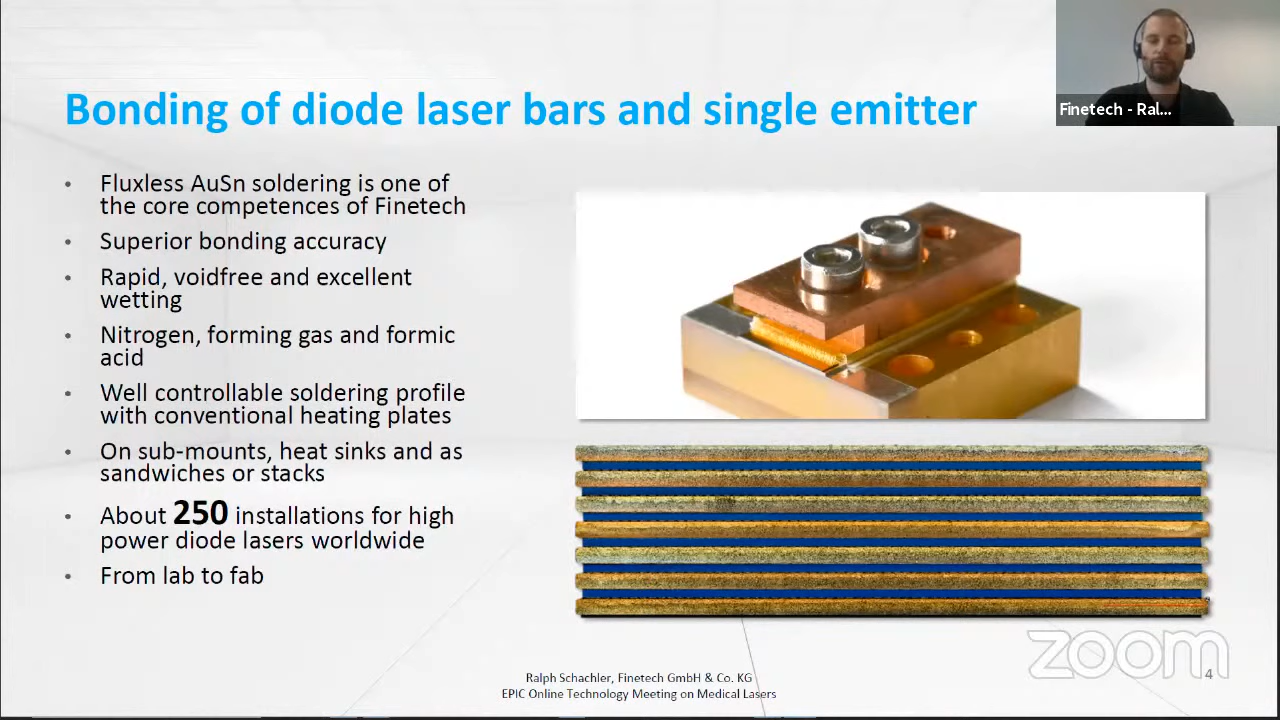 Finetech - Ral...
Bonding of diode laser bars and single emitter
• Fluxless AuSn soldering is one of
the core competences of Finetech
• Superior bonding accuracy
• Rapid, voidfree and excellent
wetting
• Nitrogen, forming gas and formic
acid
• Well controllable soldering profile
with conventional heating plates
• On sub-mounts, heat sinks and as
sandwiches or stacks
• About 250 installations for high
power diode lasers worldwide
• From lab to fab
zoom
4
Ralph Schachler, Finetech GmbH & Co. KG
EPIC Online Technology Meeting on Medical Lasers